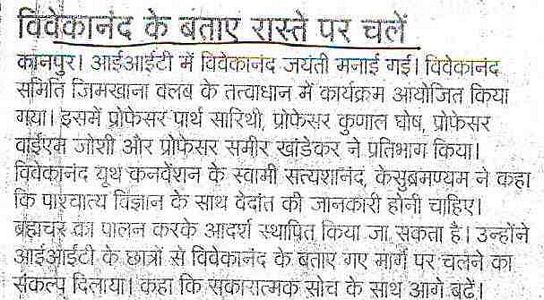 विवेकानंद के बताए रास्ते पर चलें
कानपुर। आईआईटी में विवेकानंद जयंती मनाई गई। विवेकानंद
समिति जिमखाना क्लब के तत्वाधान में कार्यक्रम आयोजित किया
गया। इसमें प्रोफेसर पार्थ सारिथी, प्रोफेसर कुणाल घोष, प्रोफेसर
वाईएम जोशी और प्रोफेसर समीर खांडेकर ने प्रतिभाग किया।
विवेकानंद यूथ कनवेंशन के स्वामी सत्यशानंद, केसुब्रमण्यम ने कहा
कि पाश्चात्य विज्ञान के साथ वेदांत की जानकारी होनी चाहिए।
ब्रह्मचर का पालन करके आदर्श स्थापित किया जा सकता है। उन्होंने
आईआईटी के छात्रों से विवेकानंद के बताए गए मार्ग पर चलने का
संकल्प दिलाया। कहा कि सकारात्मक सोच के साथ आगे बढ़ें।